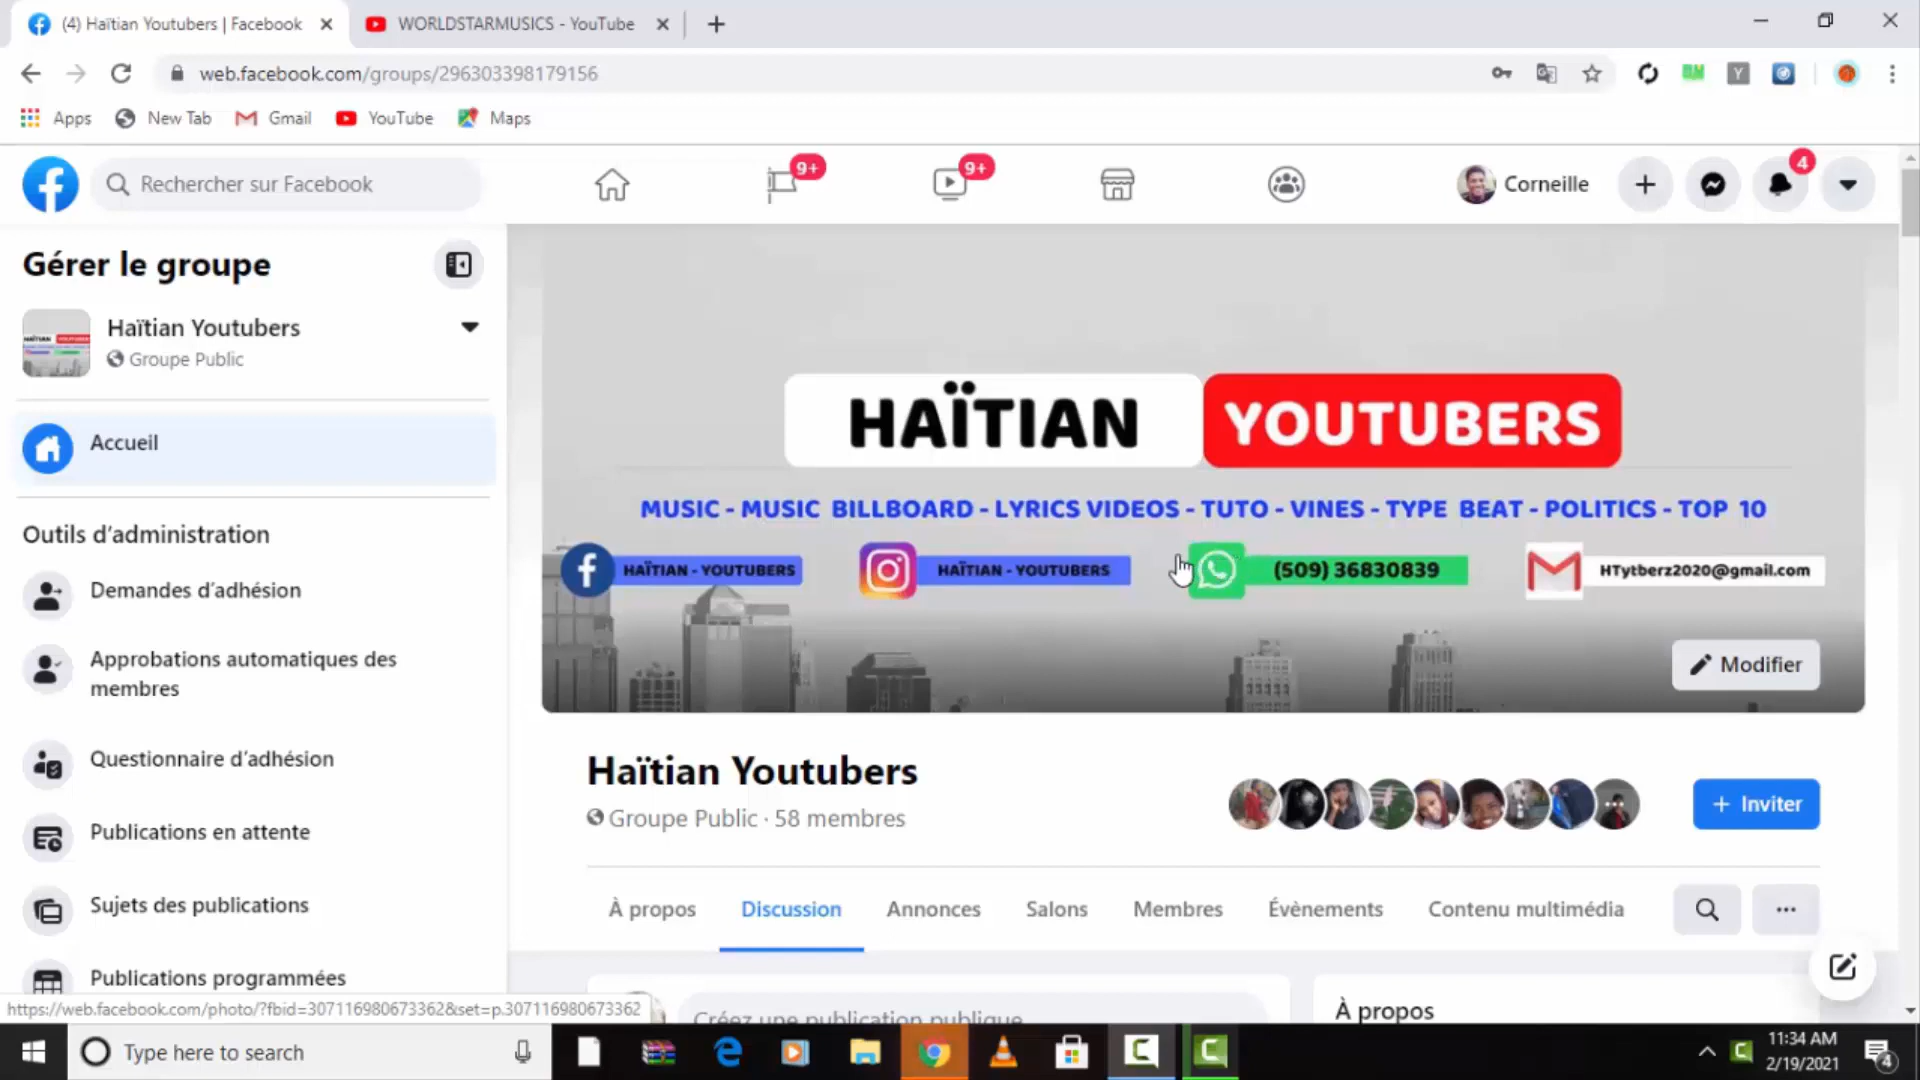 (4) Haïtian Youtubers | Facebook
WORLDSTARMUSICS - YouTube
web.facebook.com/groups/296303398179156
Apps
New Tab
Gmail
YouTube
Maps
Rechercher sur Facebook
9+
9+
Corneille
4
Gérer le groupe
Haïtian Youtubers
Groupe Public
Accueil
Outils d'administration
Demandes d'adhésion
Approbations automatiques des
membres
Questionnaire d'adhésion
Publications en attente
Sujets des publications
Publications programmées
HAÏTIAN YOUTUBERS
MUSIC - MUSIC BILLBOARD - LYRICS VIDEOS - TUTO - VINES - TYPE BEAT - POLITICS - TOP 10
HAÏTIAN - YOUTUBERS
HAÏTIAN - YOUTUBERS
(509) 36830839
HTytberz2020@gmail.com
Modifier
Haïtian Youtubers
Groupe Public · 58 membres
+ Inviter
À propos
Discussion
Annonces
Salons
Membres
Évènements
Contenu multimédia
Créez une publication publique
À propos
https://web.facebook.com/photo/?fbid=307116980673362&set=p.307116980673362
Type here to search
11:34 AM
2/19/2021
4